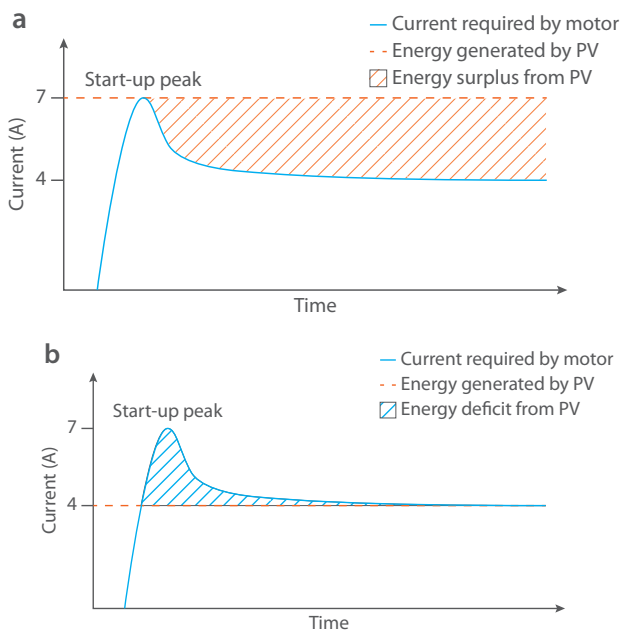 a
Current required by motor
Energy generated by PV
Energy surplus from PV
Start-up peak
7
4
Current (A)
Time
b
Current required by motor
Energy generated by PV
Energy deficit from PV
Start-up peak
7
4
Current (A)
Time